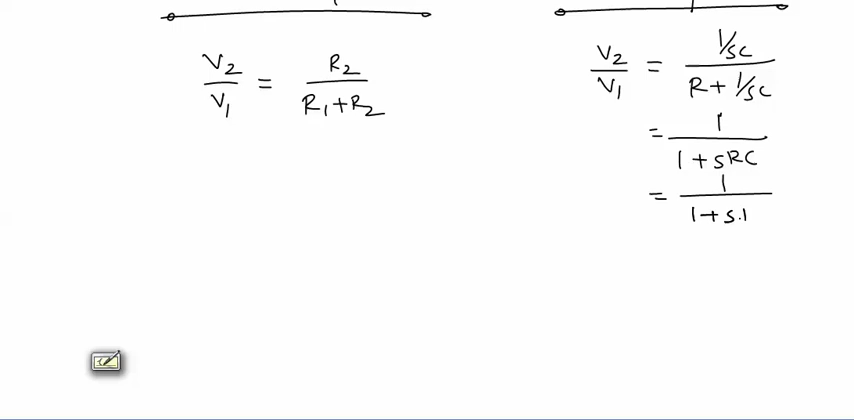 V2/V1 = R2/(R1+R2)
V2/V1 = (1/sC)/(R + 1/sC)
= 1/(1 + sRC)
= 1/(1 + s.1)